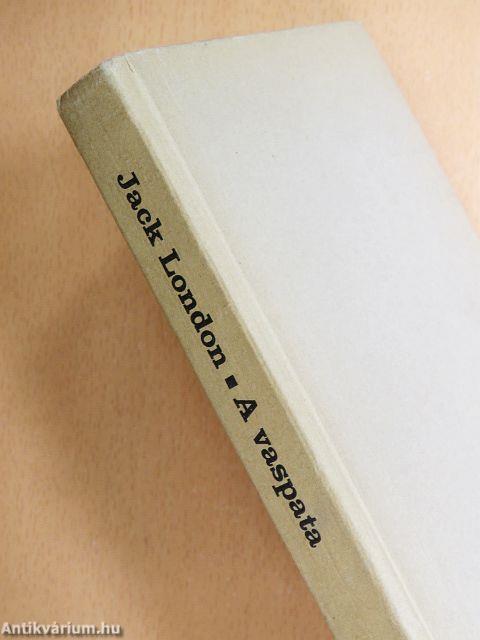 Jack London ▪ A vaspata
Antikvárium.hu